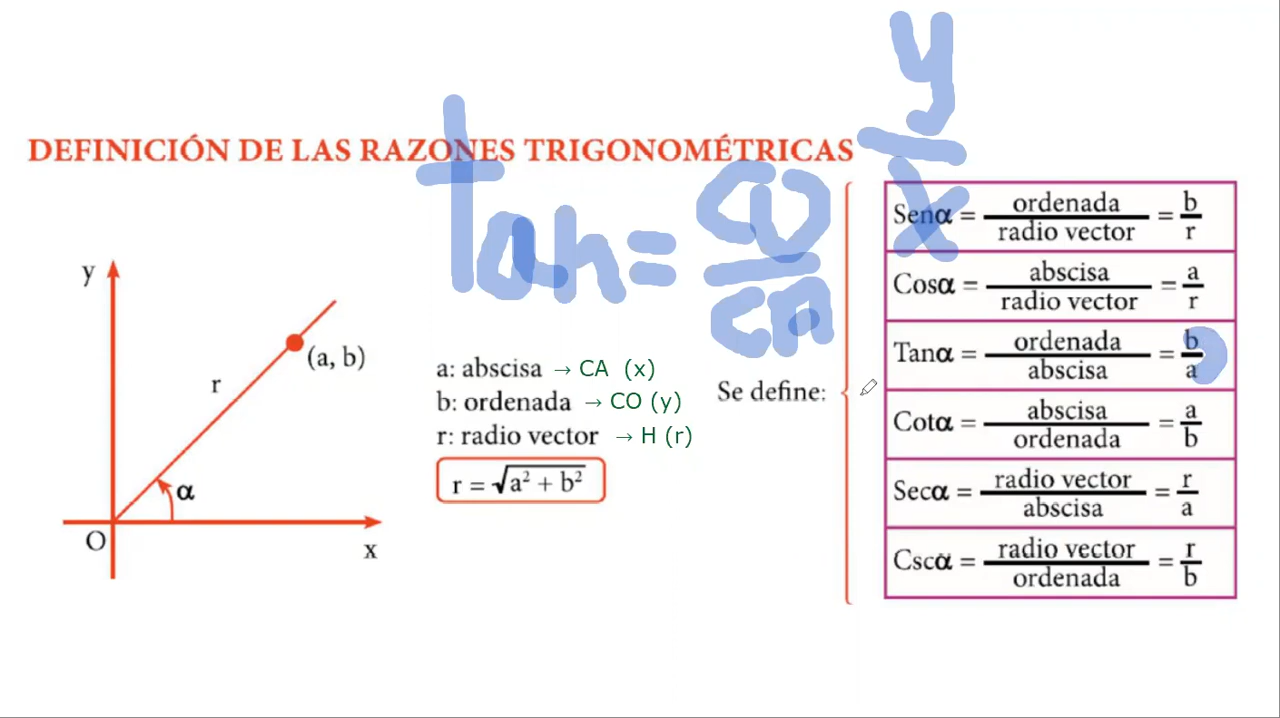 DEFINICIÓN DE LAS RAZONES TRIGONOMÉTRICAS
Tan = CO/CA y/x
y
(a, b)
r
α
O
x
a: abscisa → CA (x)
b: ordenada → CO (y)
r: radio vector → H (r)
r = √a² + b²
Se define:
Senα = ordenada/radio vector = b/r
Cosα = abscisa/radio vector = a/r
Tanα = ordenada/abscisa = b/a
Cotα = abscisa/ordenada = a/b
Secα = radio vector/abscisa = r/a
Cscα = radio vector/ordenada = r/b